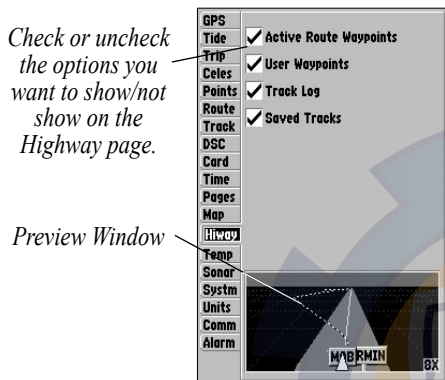 Check or uncheck
the options you
want to show/not
show on the
Highway page.
Preview Window
GPS
Tide
Trip
Celes
Points
Route
Track
DSC
Card
Time
Pages
Map
Hiway
Temp
Sonar
Systm
Units
Comm
Alarm
Active Route Waypoints
User Waypoints
Track Log
Saved Tracks
MOB RMIN
8X